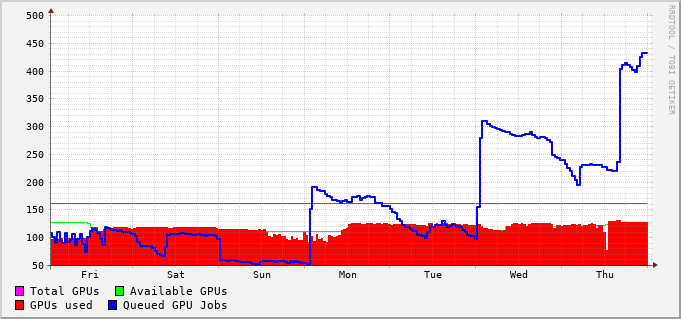 500
450
400
350
300
250
200
150
100
50
Fri Sat Sun Mon Tue Wed Thu
Total GPUs Available GPUs
GPUs used Queued GPU Jobs
RRDTOOL / TOBI OETIKER